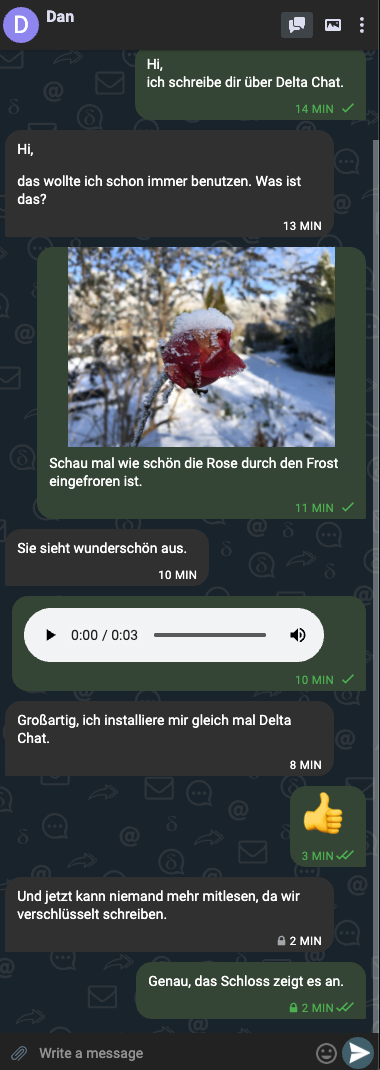 D
Dan
Hi,
ich schreibe dir über Delta Chat.
14 MIN
Hi,
das wollte ich schon immer benutzen. Was ist
das?
13 MIN
Schau mal wie schön die Rose durch den Frost
eingefroren ist.
11 MIN
Sie sieht wunderschön aus.
10 MIN
0:00 / 0:03
10 MIN
Großartig, ich installiere mir gleich mal Delta
Chat.
8 MIN
3 MIN
Und jetzt kann niemand mehr mitlesen, da wir
verschlüsselt schreiben.
2 MIN
Genau, das Schloss zeigt es an.
2 MIN
Write a message